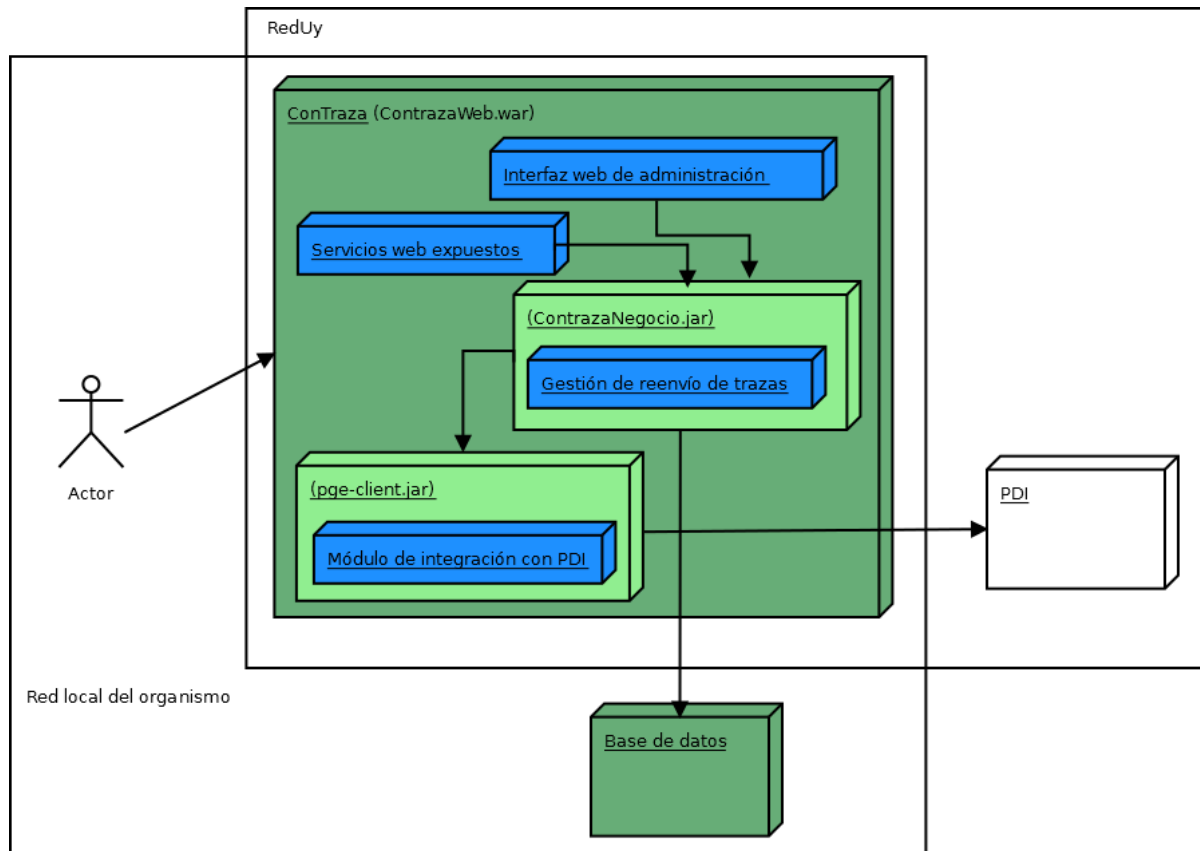 RedUy
ConTraza (ContrazaWeb.war)
Interfaz web de administración
Servicios web expuestos
(ContrazaNegocio.jar)
Gestión de reenvío de trazas
Actor
(pge-client.jar)
Módulo de integración con PDI
PDI
Red local del organismo
Base de datos